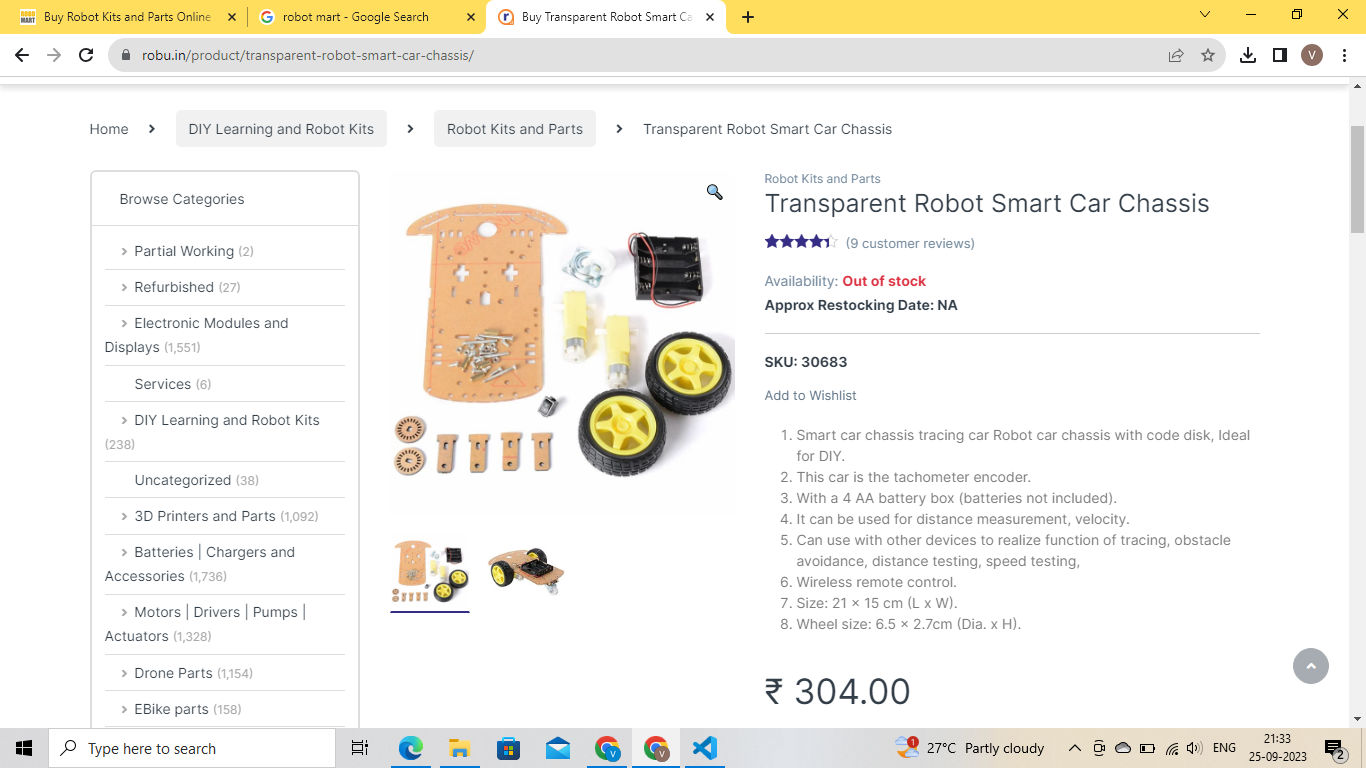 Buy Robot Kits and Parts Online
robot mart - Google Search
Buy Transparent Robot Smart Ca
robu.in/product/transparent-robot-smart-car-chassis/
V
Home
DIY Learning and Robot Kits
Robot Kits and Parts
Transparent Robot Smart Car Chassis
Browse Categories
Partial Working (2)
Refurbished (27)
Electronic Modules and
Displays (1,551)
Services (6)
DIY Learning and Robot Kits
(238)
Uncategorized (38)
3D Printers and Parts (1,092)
Batteries | Chargers and
Accessories (1,736)
Motors | Drivers | Pumps |
Actuators (1,328)
Drone Parts (1,154)
EBike parts (158)
Robot Kits and Parts
Transparent Robot Smart Car Chassis
(9 customer reviews)
Availability: Out of stock
Approx Restocking Date: NA
SKU: 30683
Add to Wishlist
1. Smart car chassis tracing car Robot car chassis with code disk, Ideal
for DIY.
2. This car is the tachometer encoder.
3. With a 4 AA battery box (batteries not included).
4. It can be used for distance measurement, velocity.
5. Can use with other devices to realize function of tracing, obstacle
avoidance, distance testing, speed testing,
6. Wireless remote control.
7. Size: 21 × 15 cm (L x W).
8. Wheel size: 6.5 × 2.7cm (Dia. x H).
₹ 304.00
Type here to search
27°C Partly cloudy
ENG
21:33
25-09-2023
2